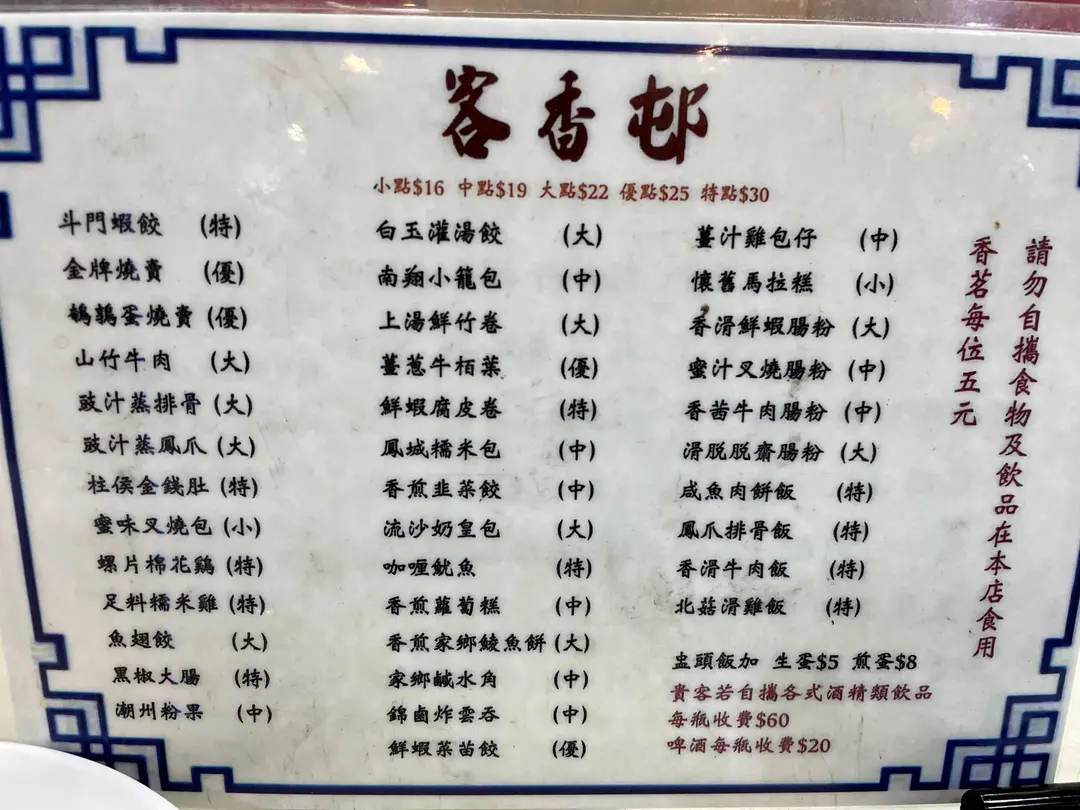 客香邨
小點$16 中點$19 大點$22 優點$25 特點$30
斗門蝦餃 (特)
金牌燒賣 (優)
鵪鶉蛋燒賣 (優)
山竹牛肉 (大)
豉汁蒸排骨 (大)
豉汁蒸鳳爪 (大)
柱侯金錢肚 (特)
蜜味叉燒包 (小)
螺片棉花鷄 (特)
足料糯米雞 (特)
魚翅餃 (大)
黑椒大腸 (特)
潮州粉果 (中)
白玉灌湯餃 (大)
南翔小籠包 (中)
上湯鮮竹卷 (大)
薑葱牛栢葉 (優)
鮮蝦腐皮卷 (特)
鳳城糯米包 (中)
香煎韭菜餃 (中)
流沙奶皇包 (大)
咖喱魷魚 (特)
香煎蘿蔔糕 (中)
香煎家鄉鯪魚餅 (大)
家鄉鹹水角 (中)
錦鹵炸雲吞 (中)
鮮蝦菜苗餃 (優)
薑汁雞包仔 (中)
懷舊馬拉糕 (小)
香滑鮮蝦腸粉 (大)
蜜汁叉燒腸粉 (中)
香茜牛肉腸粉 (中)
滑脱脱齋腸粉 (大)
咸魚肉餅飯 (特)
鳳爪排骨飯 (特)
香滑牛肉飯 (特)
北菇滑雞飯 (特)
盅頭飯加 生蛋$5 煎蛋$8
貴客若自攜各式酒精類飲品
每瓶收費$60
啤酒每瓶收費$20
請勿自攜食物及飲品在本店食用
香茗每位五元